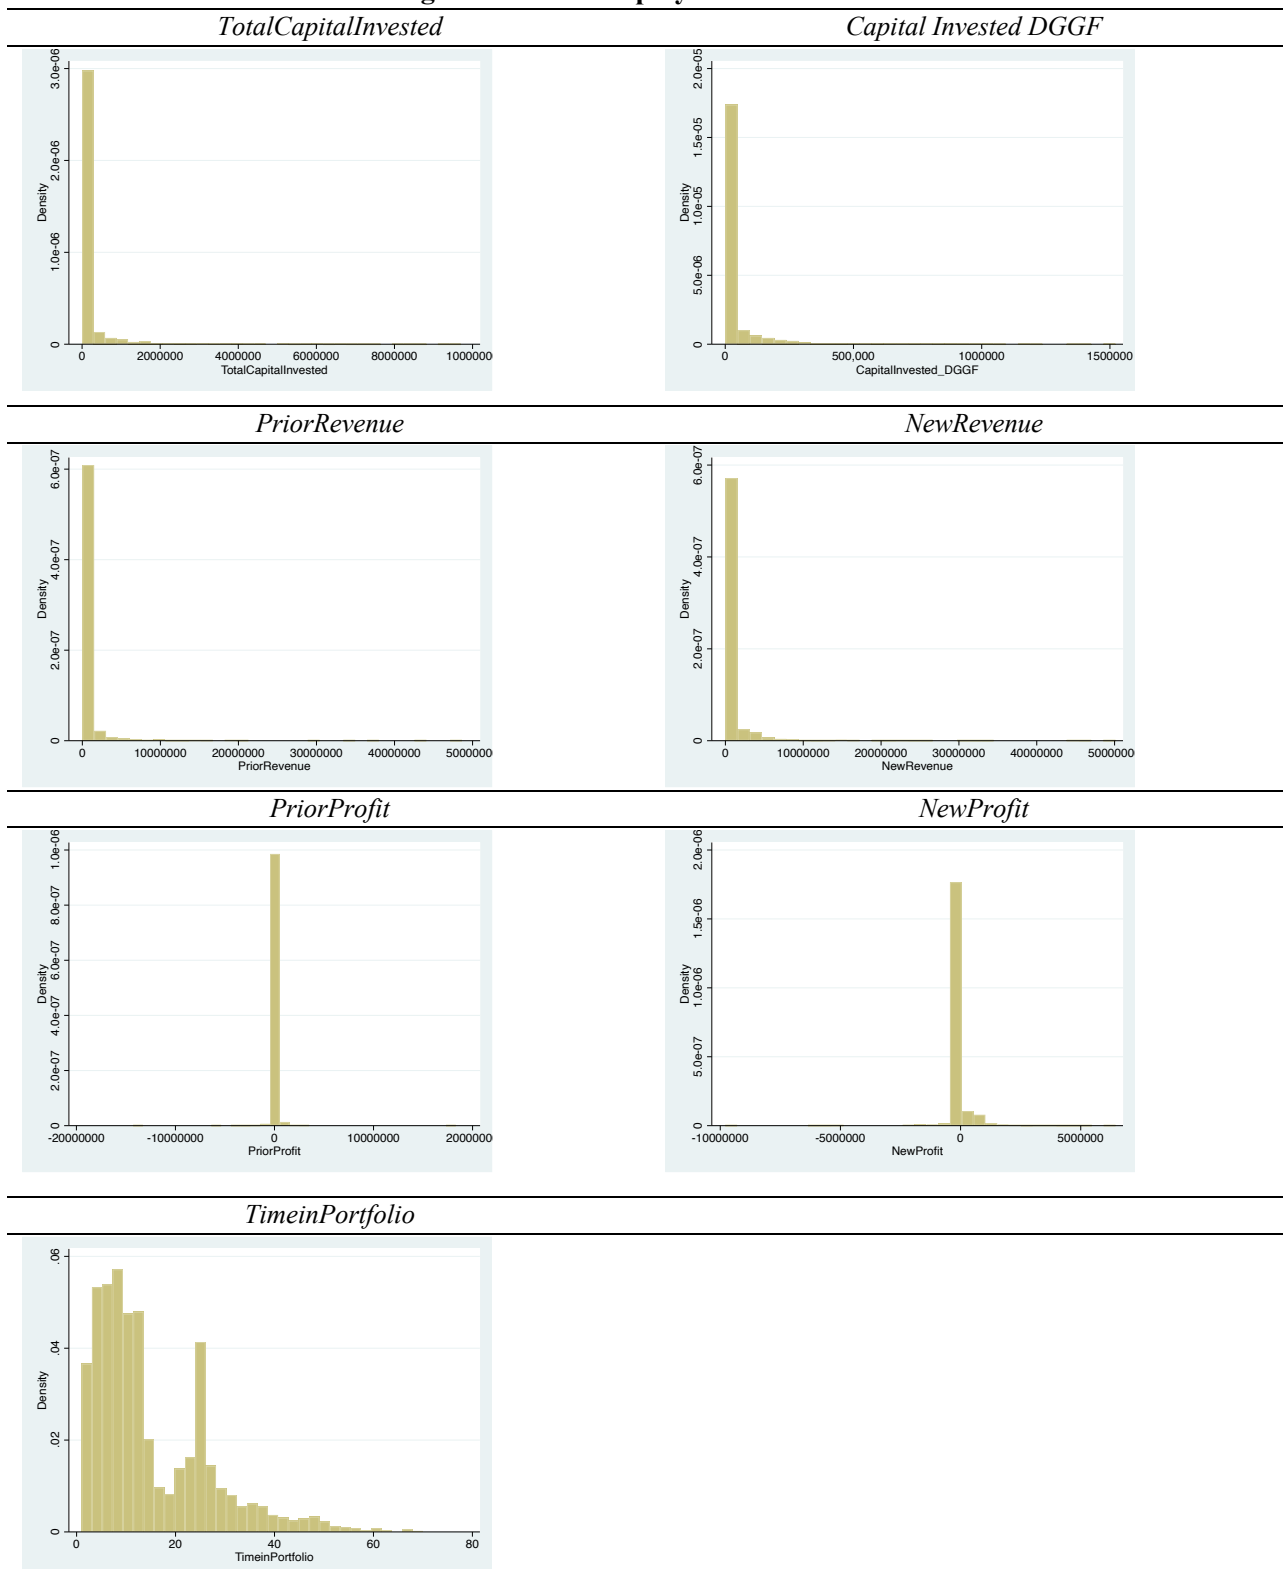 TotalCapitalInvested Capital Invested DGGF
3.0e-06
2.0e-06
1.0e-06
0
Density
0 2000000 4000000 6000000 8000000 1000000
TotalCapitalInvested
2.0e-05
1.5e-05
1.0e-05
5.0e-06
0
Density
0 500,000 1000000 1500000
CapitalInvested_DGGF
PriorRevenue NewRevenue
6.0e-07
4.0e-07
2.0e-07
0
Density
0 10000000 20000000 30000000 40000000 5000000
PriorRevenue
6.0e-07
4.0e-07
2.0e-07
0
Density
0 10000000 20000000 30000000 40000000 5000000
NewRevenue
PriorProfit NewProfit
1.0e-06
8.0e-07
6.0e-07
4.0e-07
2.0e-07
0
Density
-20000000 -10000000 0 10000000 2000000
PriorProfit
2.0e-06
1.5e-06
1.0e-06
5.0e-07
0
Density
-10000000 -5000000 0 5000000
NewProfit
TimeinPortfolio
.06
.04
.02
0
Density
0 20 40 60 80
TimeinPortfolio